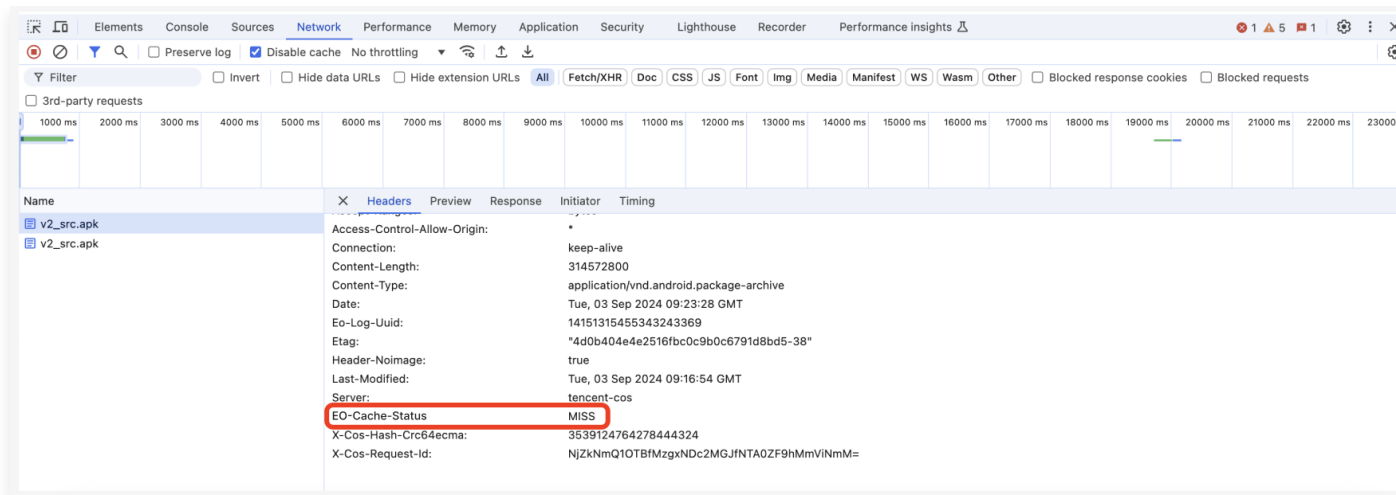 Elements Console Sources Network Performance Memory Application Security Lighthouse Recorder Performance insights 1 5 1
Preserve log Disable cache No throttling
Filter Invert Hide data URLs Hide extension URLs All Fetch/XHR Doc CSS JS Font Img Media Manifest WS Wasm Other Blocked response cookies Blocked requests
3rd-party requests
1000 ms 2000 ms 3000 ms 4000 ms 5000 ms 6000 ms 7000 ms 8000 ms 9000 ms 10000 ms 11000 ms 12000 ms 13000 ms 14000 ms 15000 ms 16000 ms 17000 ms 18000 ms 19000 ms 20000 ms 21000 ms 22000 ms 23000
Name Headers Preview Response Initiator Timing
v2_src.apk
v2_src.apk
Access-Control-Allow-Origin: *
Connection: keep-alive
Content-Length: 314572800
Content-Type: application/vnd.android.package-archive
Date: Tue, 03 Sep 2024 09:23:28 GMT
Eo-Log-Uuid: 14151315455343243369
Etag: "4d0b404e4e2516fbc0c9b0c6791d8bd5-38"
Header-Noimage: true
Last-Modified: Tue, 03 Sep 2024 09:16:54 GMT
Server: tencent-cos
EO-Cache-Status MISS
X-Cos-Hash-Crc64ecma: 3539124764278444324
X-Cos-Request-Id: NjZkNmQ1OTBfMzgxNDc2MGJfNTA0ZF9hMmViNmM=